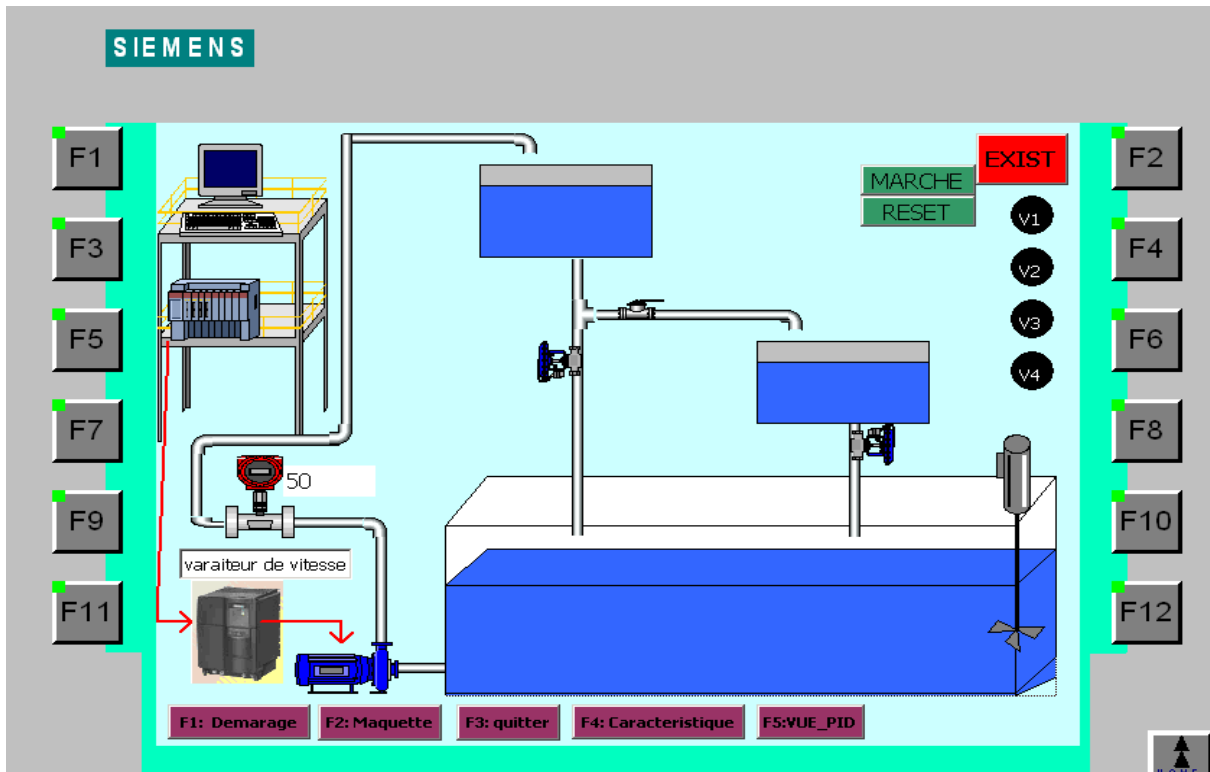 SIEMENS
F1
F2
F3
F4
F5
F6
F7
F8
F9
F10
F11
F12
EXIST
MARCHE
RESET
V1
V2
V3
V4
50
varaiteur de vitesse
F1: Demarage
F2: Maquette
F3: quitter
F4: Caracteristique
F5:VUE_PID
HOME